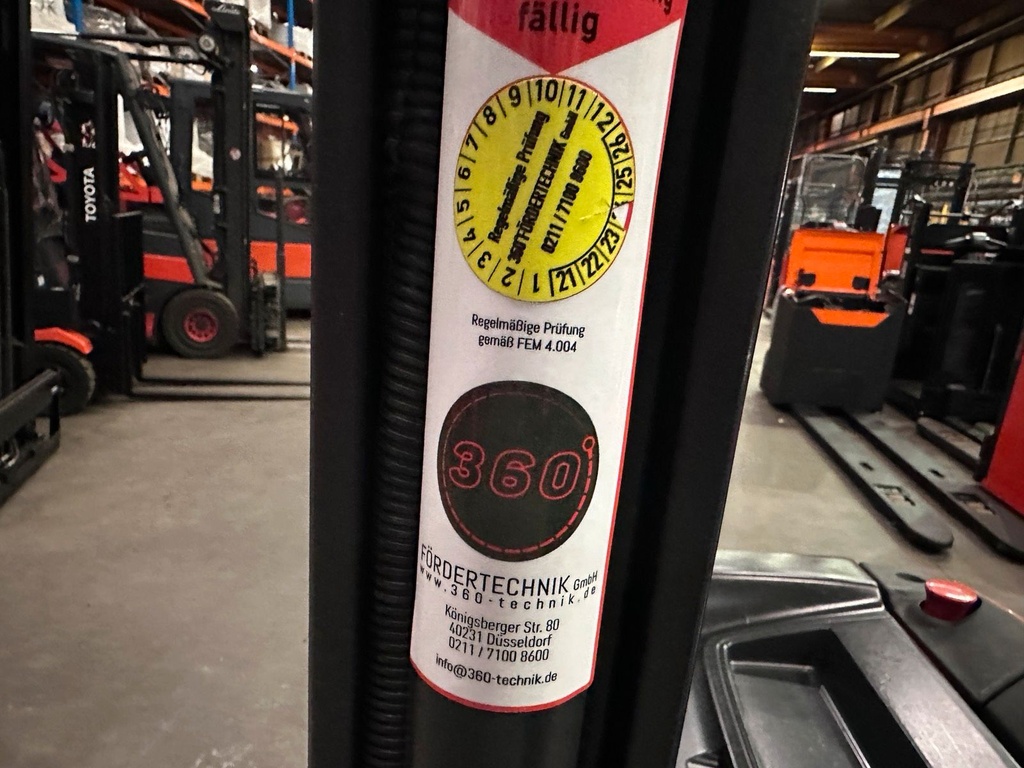 fällig
1 2 3 4 5 6 7 8 9 10 11 12 26 25 23 22 21
Regelmäßige Prüfung
360° FÖRDERTECHNIK GmbH
0211 / 7100 8600
Regelmäßige Prüfung
gemäß FEM 4.004
360°
FÖRDERTECHNIK GmbH
www.360-technik.de
Königsberger Str. 80
40231 Düsseldorf
0211 / 7100 8600
info@360-technik.de
TOYOTA
Linde